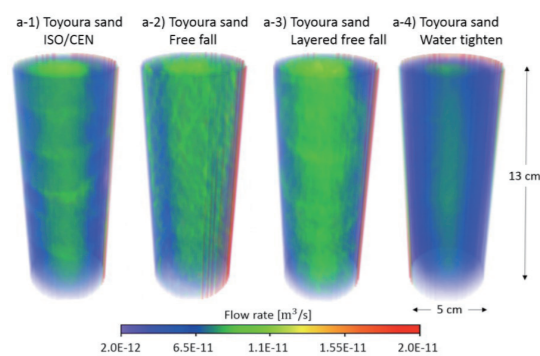 a-1) Toyoura sand
ISO/CEN
a-2) Toyoura sand
Free fall
a-3) Toyoura sand
Layered free fall
a-4) Toyoura sand
Water tighten
13 cm
5 cm
Flow rate [m³/s]
2.0E-12 6.5E-11 1.1E-11 1.55E-11 2.0E-11